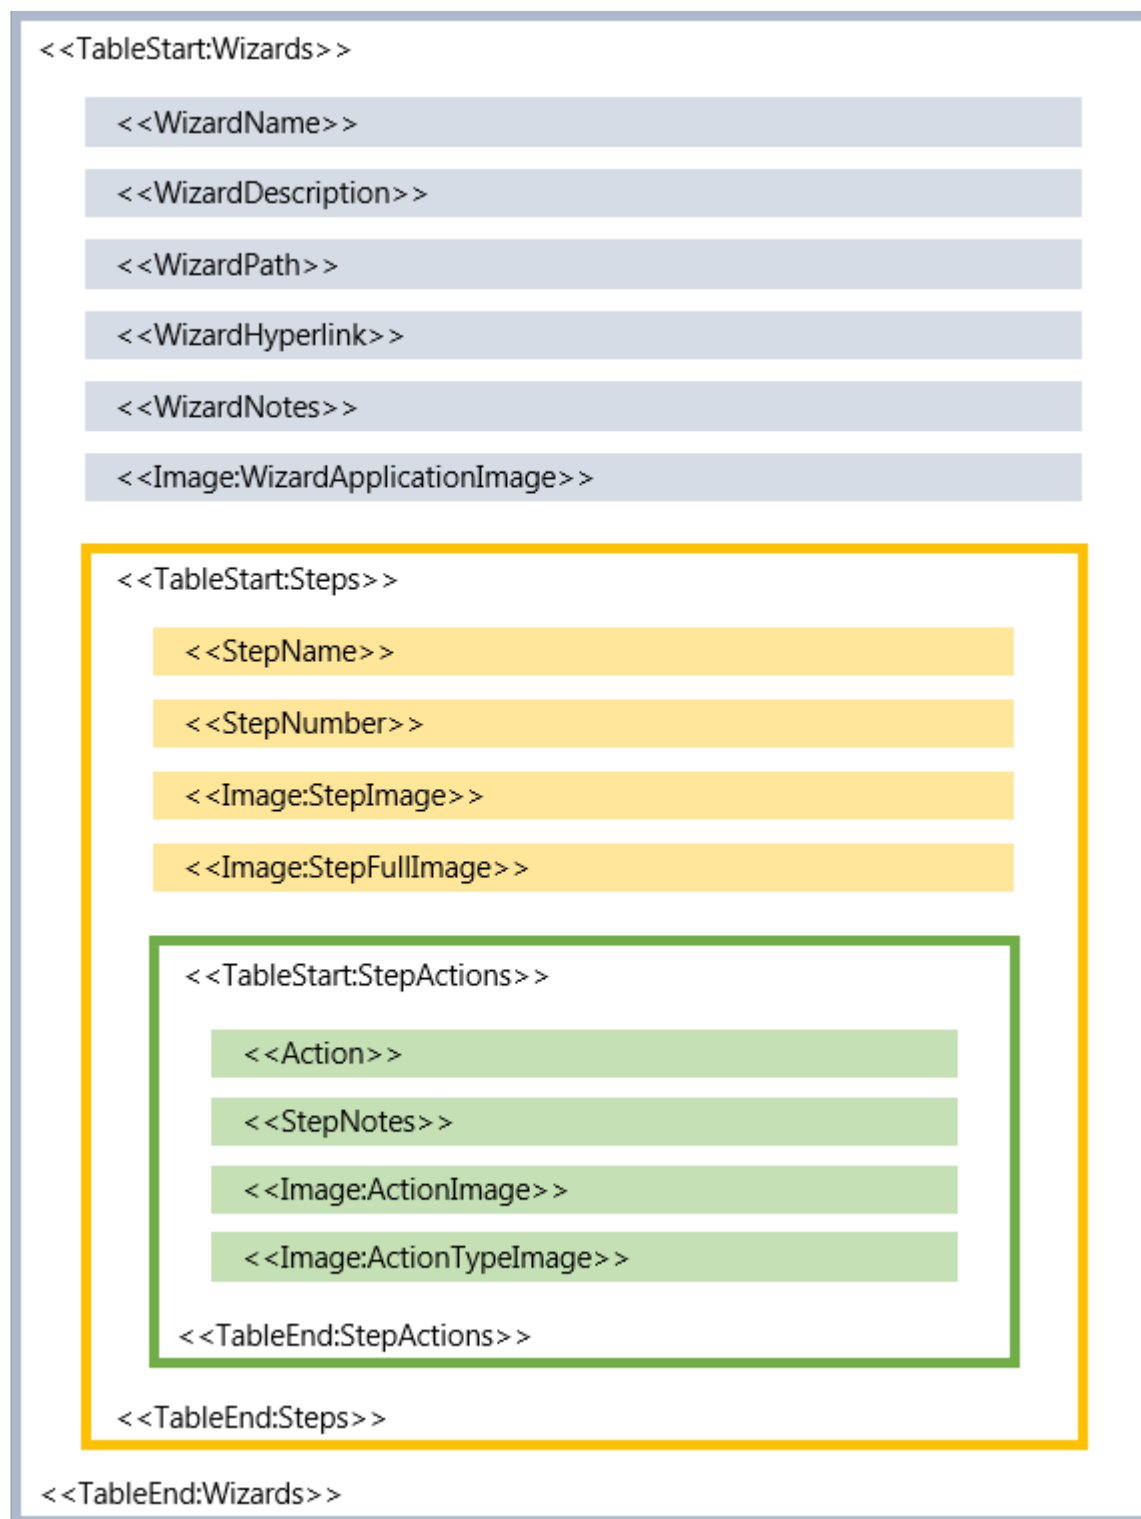 <<TableStart:Wizards>>
<<WizardName>>
<<WizardDescription>>
<<WizardPath>>
<<WizardHyperlink>>
<<WizardNotes>>
<<Image:WizardApplicationImage>>
<<TableStart:Steps>>
<<StepName>>
<<StepNumber>>
<<Image:StepImage>>
<<Image:StepFullImage>>
<<TableStart:StepActions>>
<<Action>>
<<StepNotes>>
<<Image:ActionImage>>
<<Image:ActionTypeImage>>
<<TableEnd:StepActions>>
<<TableEnd:Steps>>
<<TableEnd:Wizards>>